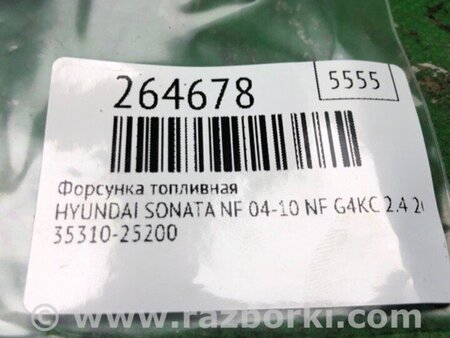 264678
5555
Форсунка топливная
HYUNDAI SONATA NF 04-10 NF G4KC 2.4
35310-25200
© www.razborki.com